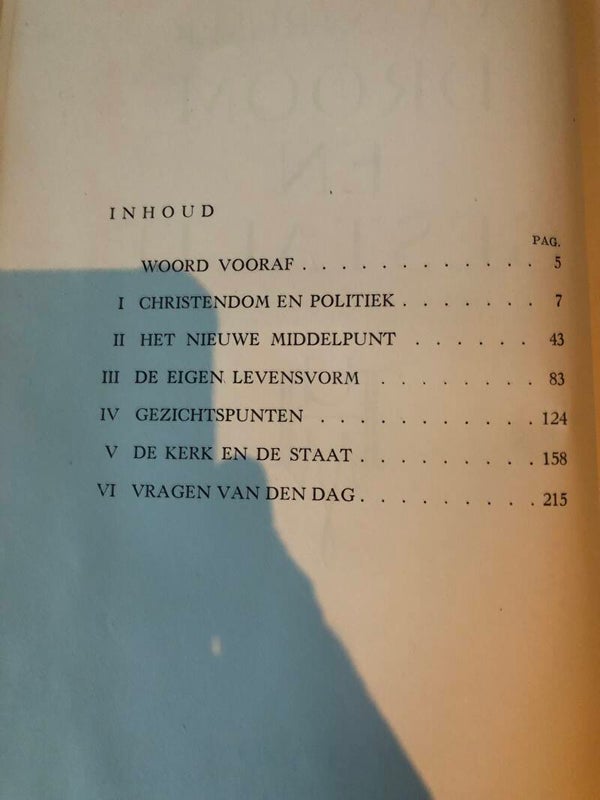 INHOUD
PAG.
WOORD VOORAF . . . . . . . . . . . . . 5
I CHRISTENDOM EN POLITIEK . . . . . . . 7
II HET NIEUWE MIDDELPUNT . . . . . . 43
III DE EIGEN LEVENSVORM . . . . . . . . 83
IV GEZICHTSPUNTEN . . . . . . . . . . . 124
V DE KERK EN DE STAAT . . . . . . . . . 158
VI VRAGEN VAN DEN DAG . . . . . . . . . 215